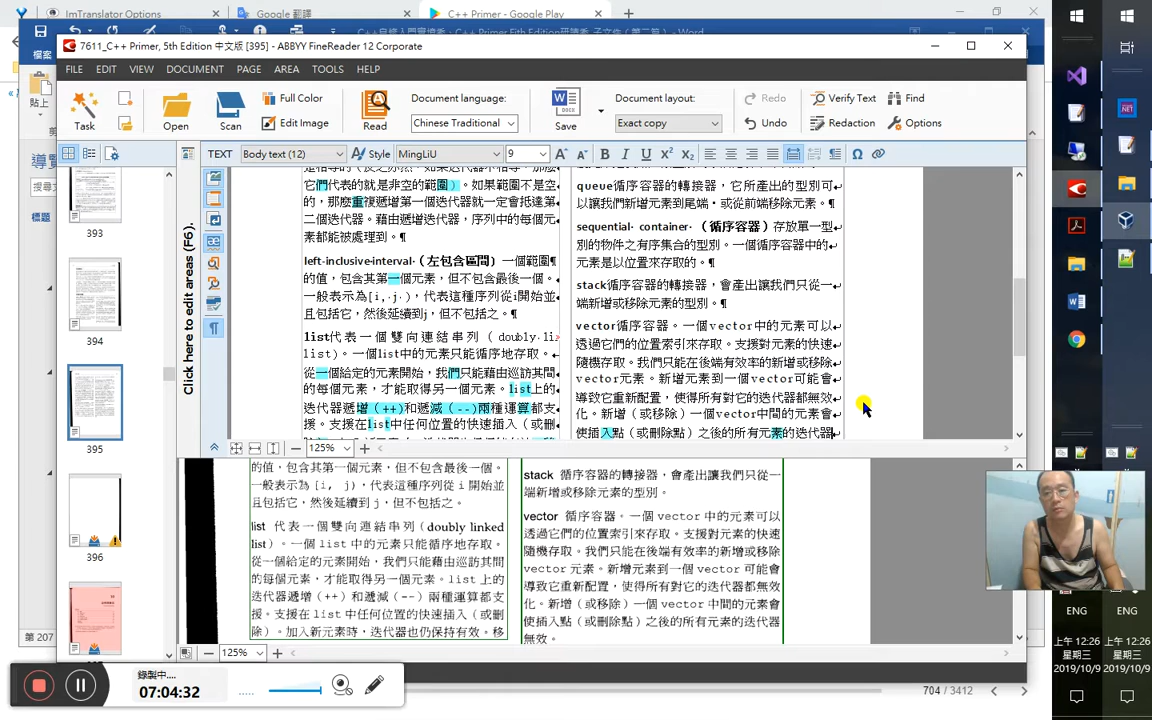 ImTranslator Options
Google 翻譯
C++ Primer - Google Play
7611_C++ Primer, 5th Edition 中文版 [395] - ABBYY FineReader 12 Corporate
檔案
FILE EDIT VIEW DOCUMENT PAGE AREA TOOLS HELP
Task
Open
Scan
Full Color
Edit Image
Read
Document language:
Chinese Traditional
Save
Document layout:
Exact copy
Redo
Undo
Verify Text
Redaction
Find
Options
貼上
TEXT Body text (12) Style MingLiU 9
導覽
搜尋
標題
393
394
395
396
Click here to edit areas (F6).
它們代表的就是非空的範圍)。如果範圍不是空
的，那麼重複遞增第一個迭代器就一定會抵達第
二個迭代器。藉由遞增迭代器，序列中的每個元
素都能被處理到。¶
left-inclusive-interval（左包含區間）一個範圍
的值，包含其第一個元素，但不包含最後一個。
一般表示為[i,·j·)，代表這種序列從i開始並
且包括它，然後延續到j，但不包括之。¶
list代表一個雙向連結串列(doubly·li
list)。一個list中的元素只能循序地存取。
從一個給定的元素開始，我們只能藉由巡訪其間
的每個元素，才能取得另一個元素。list上的
迭代器遞增（++）和遞減（--）兩種運算都支
援。支援在list中任何位置的快速插入（或刪
queue循序容器的轉接器，它所產出的型別可
以讓我們新增元素到尾端，或從前端移除元素。¶
sequential·container·（循序容器）存放單一型
別的物件之有序集合的型別。一個循序容器中的
元素是以位置來存取的。¶
stack循序容器的轉接器，會產出讓我們只從一
端新增或移除元素的型別。¶
vector循序容器。一個vector中的元素可以
透過它們的位置索引來存取。支援對元素的快速
隨機存取。我們只能在後端有效率的新增或移除
vector元素。新增元素到一個vector可能會
導致它重新配置，使得所有對它的迭代器都無效
化。新增（或移除）一個vector中間的元素會
使插入點（或刪除點）之後的所有元素的迭代器
125%
的值，包含其第一個元素，但不包含最後一個。
一般表示為 [i, j)，代表這種序列從 i 開始並
且包括它，然後延續到 j，但不包括之。
list 代表一個雙向連結串列 (doubly linked
list)。一個 list 中的元素只能循序地存取。
從一個給定的元素開始，我們只能藉由巡訪其間
的每個元素，才能取得另一個元素。list 上的
迭代器遞增（++）和遞減（--）兩種運算都支
援。支援在 list 中任何位置的快速插入（或刪
除）。加入新元素時，迭代器也仍保持有效。移
stack 循序容器的轉接器，會產出讓我們只從一
端新增或移除元素的型別。
vector 循序容器。一個 vector 中的元素可以
透過它們的位置索引來存取。支援對元素的快速
隨機存取。我們只能在後端有效率的新增或移除
vector 元素。新增元素到一個 vector 可能會
導致它重新配置，使得所有對它的迭代器都無效
化。新增（或移除）一個 vector 中間的元素會
使插入點（或刪除點）之後的所有元素的迭代器
無效。
125%
第 207
錄製中...
07:04:32
704 / 3412
ENG ENG
上午 12:26 上午 12:26
星期三 星期三
2019/10/9 2019/10/9